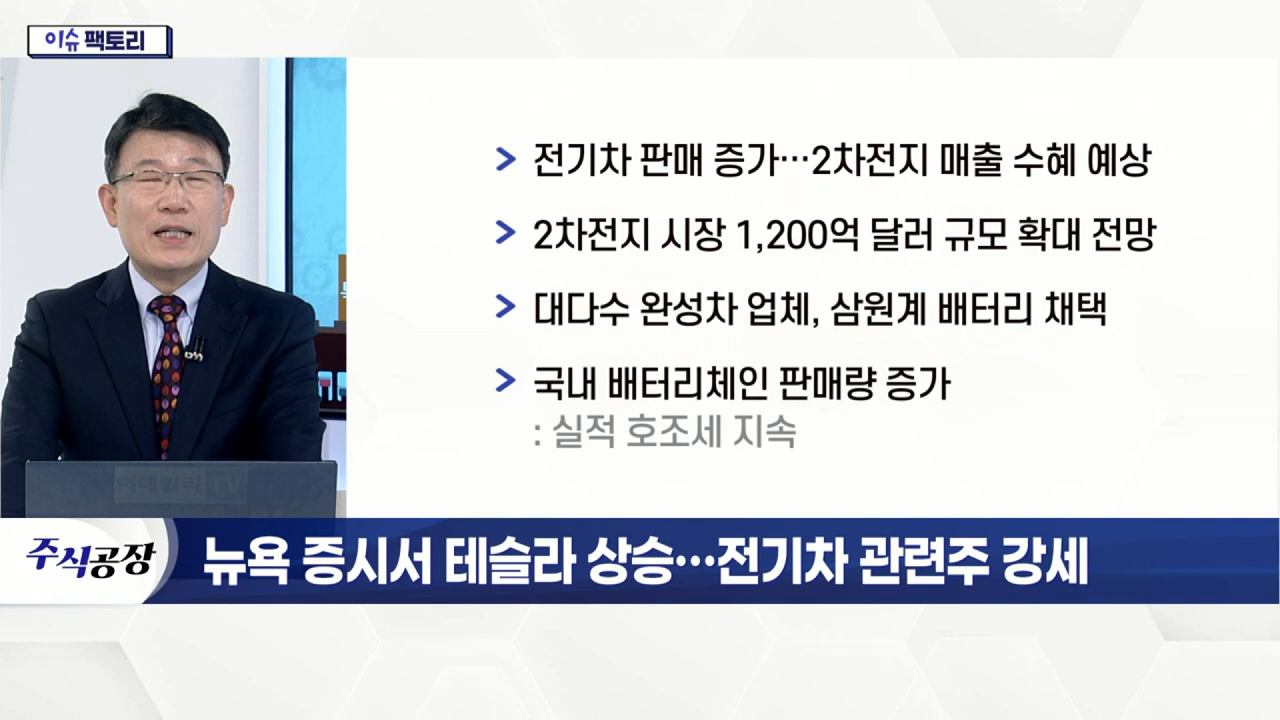 이슈 팩토리
> 전기차 판매 증가…2차전지 매출 수혜 예상
> 2차전지 시장 1,200억 달러 규모 확대 전망
> 대다수 완성차 업체, 삼원계 배터리 채택
> 국내 배터리체인 판매량 증가
: 실적 호조세 지속
이데일리 TV
주식공장
뉴욕 증시서 테슬라 상승…전기차 관련주 강세